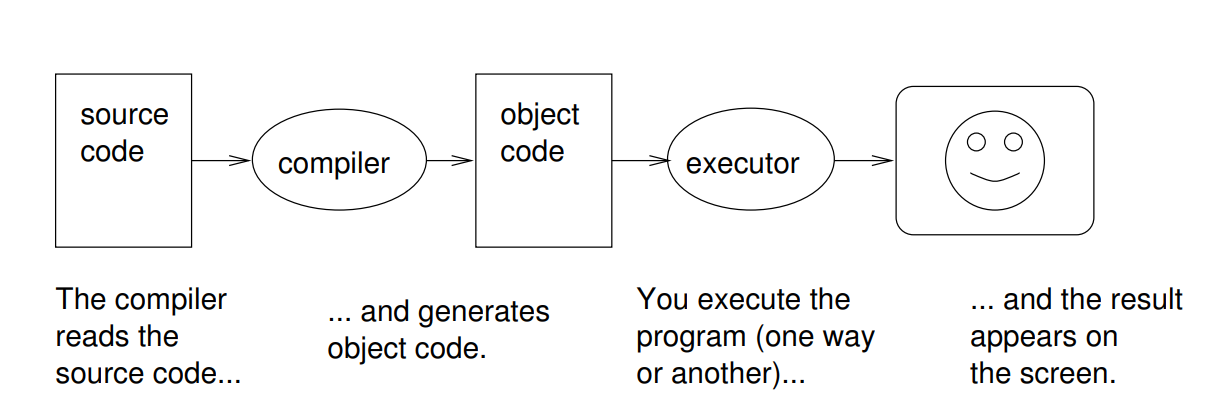 source
code
compiler
object
code
executor
The compiler
reads the
source code...
... and generates
object code.
You execute the
program (one way
or another)...
... and the result
appears on
the screen.